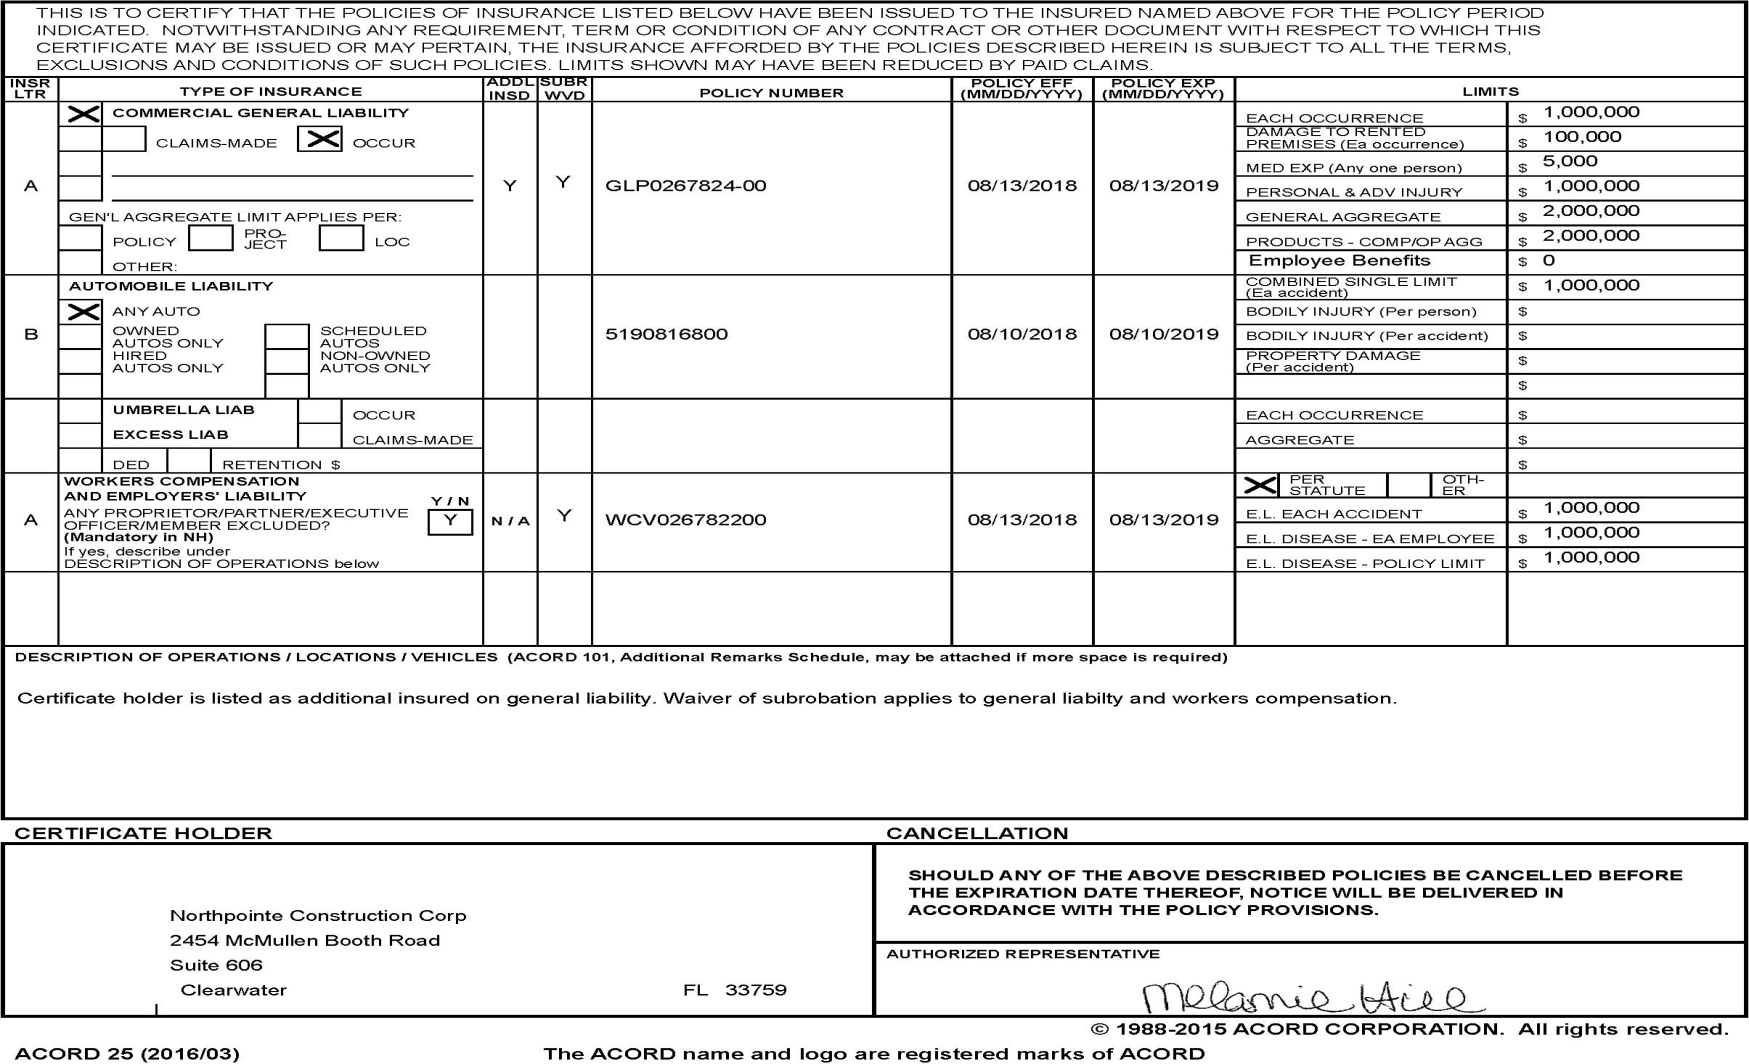 THIS IS TO CERTIFY THAT THE POLICIES OF INSURANCE LISTED BELOW HAVE BEEN ISSUED TO THE INSURED NAMED ABOVE FOR THE POLICY PERIOD
INDICATED. NOTWITHSTANDING ANY REQUIREMENT, TERM OR CONDITION OF ANY CONTRACT OR OTHER DOCUMENT WITH RESPECT TO WHICH THIS
CERTIFICATE MAY BE ISSUED OR MAY PERTAIN, THE INSURANCE AFFORDED BY THE POLICIES DESCRIBED HEREIN IS SUBJECT TO ALL THE TERMS,
EXCLUSIONS AND CONDITIONS OF SUCH POLICIES. LIMITS SHOWN MAY HAVE BEEN REDUCED BY PAID CLAIMS.
INSR LTR TYPE OF INSURANCE ADDL INSD SUBR WVD POLICY NUMBER POLICY EFF (MM/DD/YYYY) POLICY EXP (MM/DD/YYYY) LIMITS
X COMMERCIAL GENERAL LIABILITY EACH OCCURRENCE $ 1,000,000
CLAIMS-MADE X OCCUR DAMAGE TO RENTED PREMISES (Ea occurrence) $ 100,000
MED EXP (Any one person) $ 5,000
A Y Y GLP0267824-00 08/13/2018 08/13/2019 PERSONAL & ADV INJURY $ 1,000,000
GEN'L AGGREGATE LIMIT APPLIES PER: GENERAL AGGREGATE $ 2,000,000
POLICY PRO-JECT LOC PRODUCTS - COMP/OP AGG $ 2,000,000
OTHER: Employee Benefits $ 0
AUTOMOBILE LIABILITY COMBINED SINGLE LIMIT (Ea accident) $ 1,000,000
X ANY AUTO BODILY INJURY (Per person) $
B OWNED AUTOS ONLY SCHEDULED AUTOS 5190816800 08/10/2018 08/10/2019 BODILY INJURY (Per accident) $
HIRED AUTOS ONLY NON-OWNED AUTOS ONLY PROPERTY DAMAGE (Per accident) $
$
UMBRELLA LIAB OCCUR EACH OCCURRENCE $
EXCESS LIAB CLAIMS-MADE AGGREGATE $
DED RETENTION $ $
WORKERS COMPENSATION X PER STATUTE OTH-ER
AND EMPLOYERS' LIABILITY Y / N
A ANY PROPRIETOR/PARTNER/EXECUTIVE OFFICER/MEMBER EXCLUDED? Y N / A Y WCV026782200 08/13/2018 08/13/2019 E.L. EACH ACCIDENT $ 1,000,000
(Mandatory in NH) E.L. DISEASE - EA EMPLOYEE $ 1,000,000
If yes, describe under
DESCRIPTION OF OPERATIONS below E.L. DISEASE - POLICY LIMIT $ 1,000,000
DESCRIPTION OF OPERATIONS / LOCATIONS / VEHICLES (ACORD 101, Additional Remarks Schedule, may be attached if more space is required)
Certificate holder is listed as additional insured on general liability. Waiver of subrobation applies to general liabilty and workers compensation.
CERTIFICATE HOLDER
Northpointe Construction Corp
2454 McMullen Booth Road
Suite 606
Clearwater FL 33759
CANCELLATION
SHOULD ANY OF THE ABOVE DESCRIBED POLICIES BE CANCELLED BEFORE
THE EXPIRATION DATE THEREOF, NOTICE WILL BE DELIVERED IN
ACCORDANCE WITH THE POLICY PROVISIONS.
AUTHORIZED REPRESENTATIVE
Melanie Hill
© 1988-2015 ACORD CORPORATION. All rights reserved.
ACORD 25 (2016/03) The ACORD name and logo are registered marks of ACORD